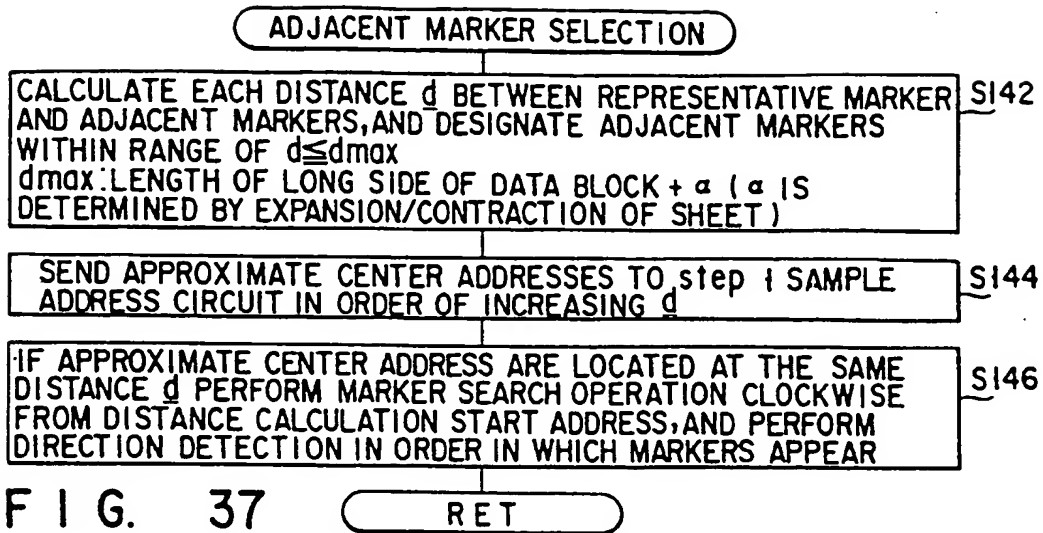 ADJACENT MARKER SELECTION
CALCULATE EACH DISTANCE d BETWEEN REPRESENTATIVE MARKER
AND ADJACENT MARKERS, AND DESIGNATE ADJACENT MARKERS
WITHIN RANGE OF d≦dmax
dmax: LENGTH OF LONG SIDE OF DATA BLOCK + α ( α IS
DETERMINED BY EXPANSION/CONTRACTION OF SHEET )
S142
SEND APPROXIMATE CENTER ADDRESSES TO step 1 SAMPLE
ADDRESS CIRCUIT IN ORDER OF INCREASING d
S144
IF APPROXIMATE CENTER ADDRESS ARE LOCATED AT THE SAME
DISTANCE d PERFORM MARKER SEARCH OPERATION CLOCKWISE
FROM DISTANCE CALCULATION START ADDRESS, AND PERFORM
DIRECTION DETECTION IN ORDER IN WHICH MARKERS APPEAR
S146
RET
FIG. 37